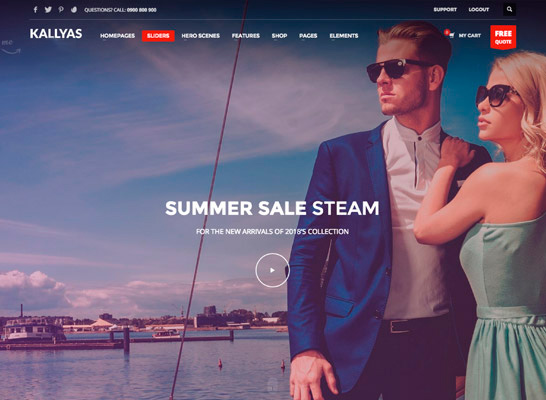 QUESTIONS? CALL: 0900 800 900
SUPPORT
LOGOUT
KALLYAS
HOMEPAGES
SLIDERS
HERO SCENES
FEATURES
SHOP
PAGES
ELEMENTS
MY CART
FREE
QUOTE
SUMMER SALE STEAM
FOR THE NEW ARRIVALS OF 2016'S COLLECTION